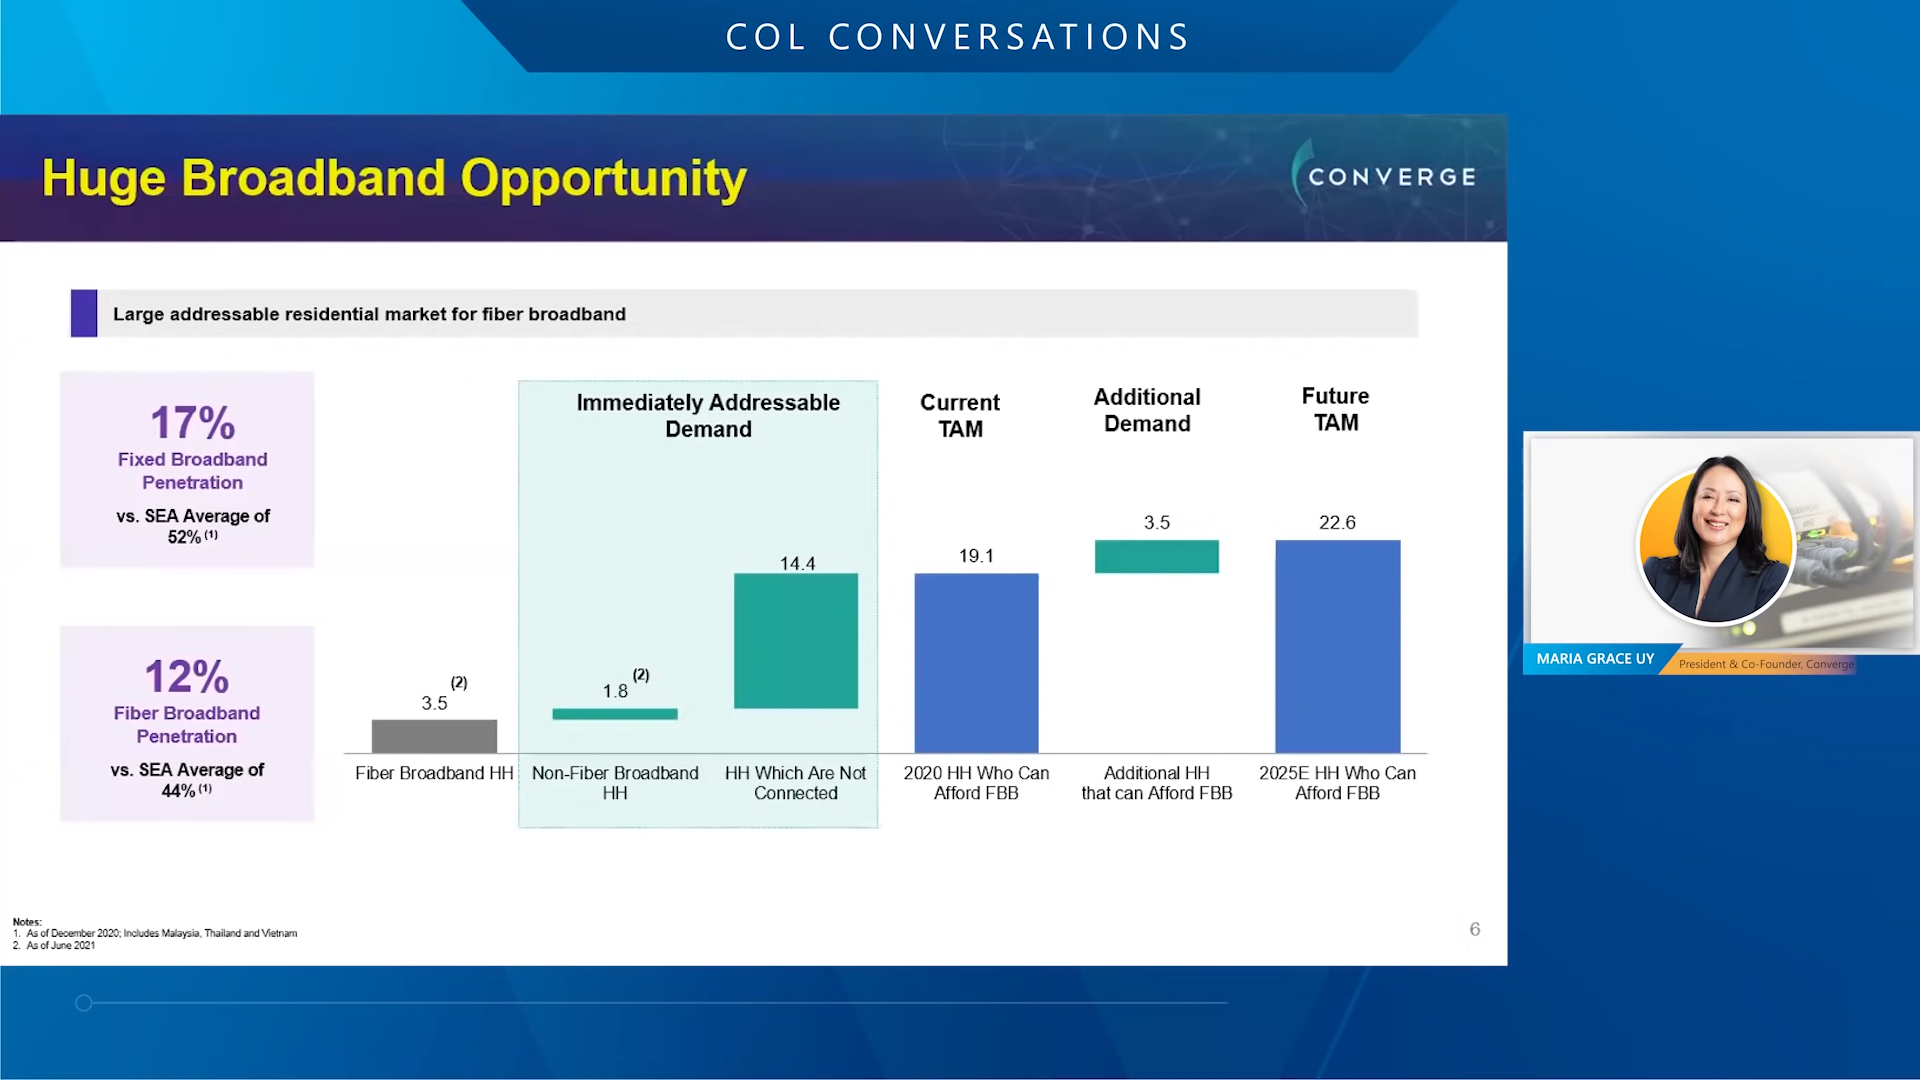 COL CONVERSATIONS
Huge Broadband Opportunity
CONVERGE
Large addressable residential market for fiber broadband
17%
Fixed Broadband
Penetration
vs. SEA Average of
52% (1)
12%
Fiber Broadband
Penetration
vs. SEA Average of
44% (1)
Immediately Addressable
Demand
Current
TAM
Additional
Demand
Future
TAM
3.5 (2)
1.8 (2)
14.4
19.1
3.5
22.6
Fiber Broadband HH
Non-Fiber Broadband
HH
HH Which Are Not
Connected
2020 HH Who Can
Afford FBB
Additional HH
that can Afford FBB
2025E HH Who Can
Afford FBB
MARIA GRACE UY
President & Co-Founder, Converge
Notes:
1. As of December 2020; Includes Malaysia, Thailand and Vietnam
2. As of June 2021
6